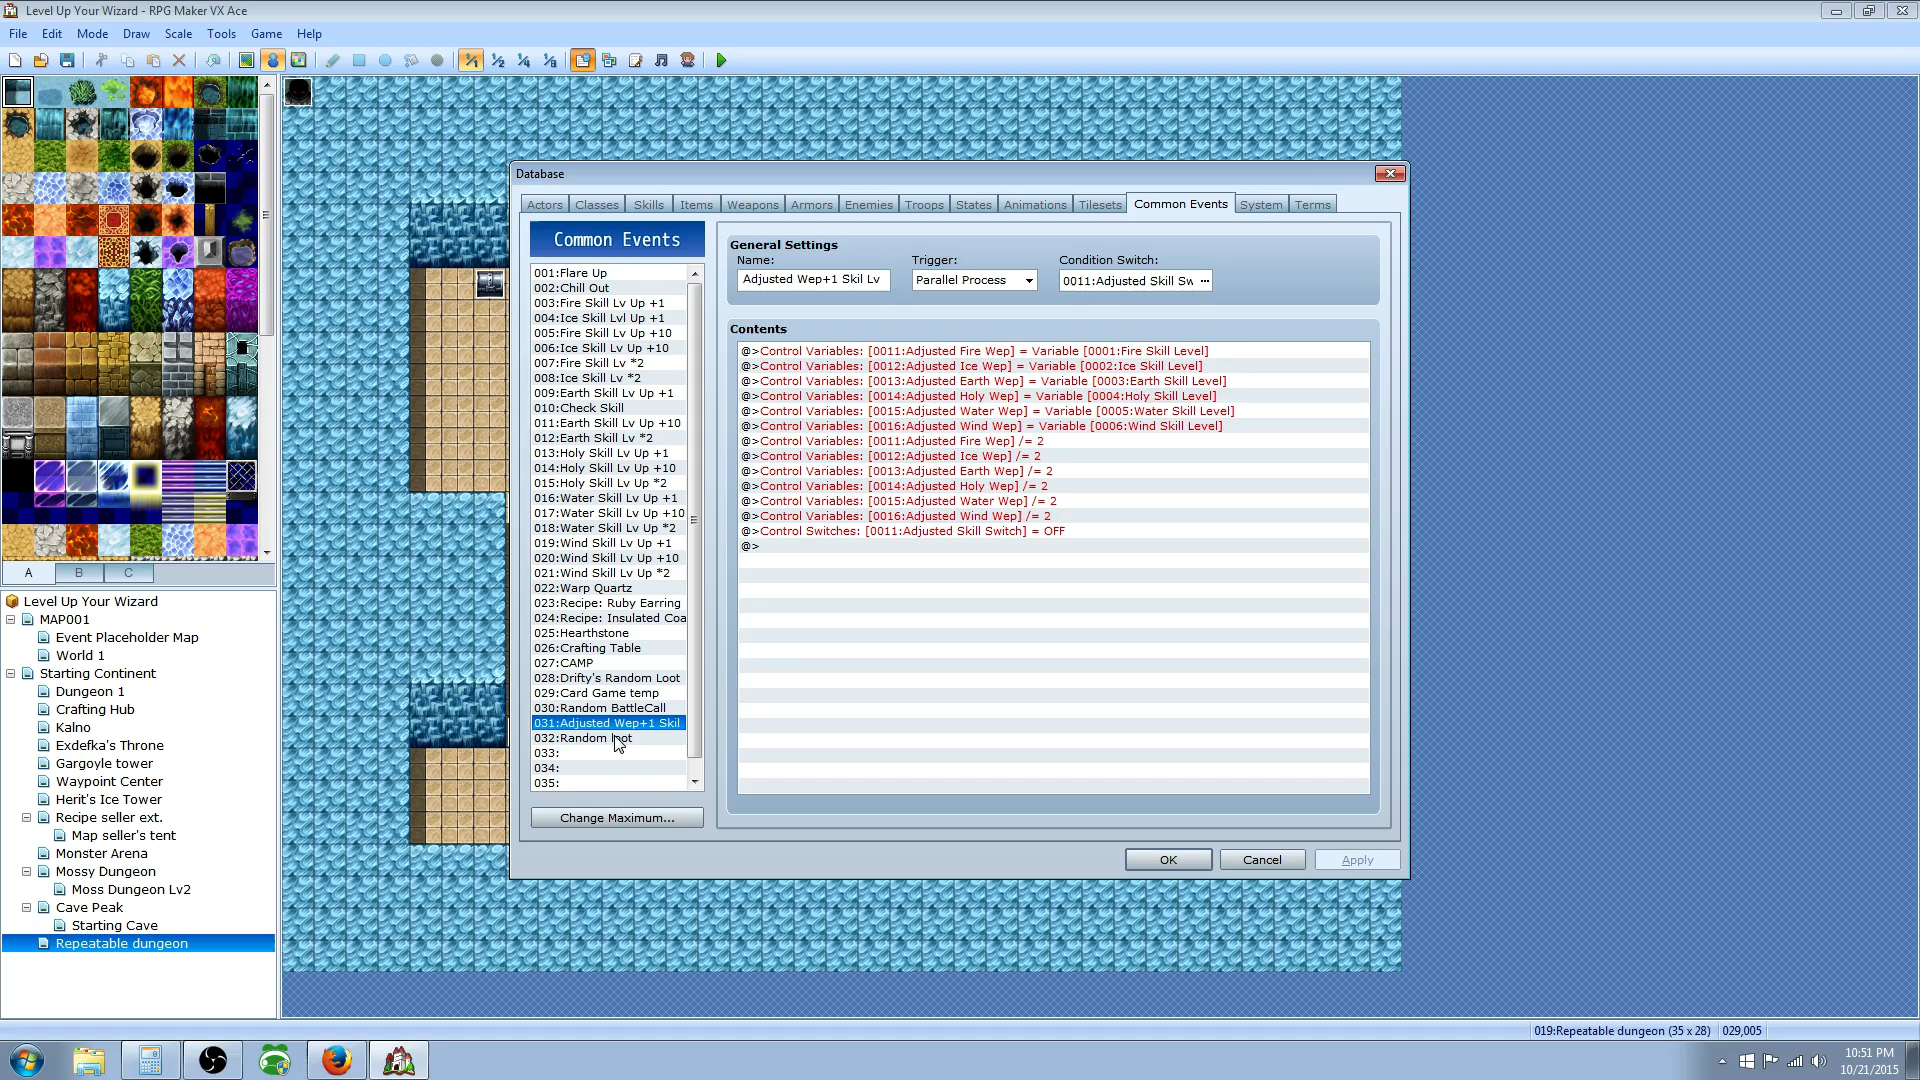 Level Up Your Wizard - RPG Maker VX Ace
File Edit Mode Draw Scale Tools Game Help
A B C
Level Up Your Wizard
MAP001
Event Placeholder Map
World 1
Starting Continent
Dungeon 1
Crafting Hub
Kalno
Exdefka's Throne
Gargoyle tower
Waypoint Center
Herit's Ice Tower
Recipe seller ext.
Map seller's tent
Monster Arena
Mossy Dungeon
Moss Dungeon Lv2
Cave Peak
Starting Cave
Repeatable dungeon
Database
Actors Classes Skills Items Weapons Armors Enemies Troops States Animations Tilesets Common Events System Terms
Common Events
001:Flare Up
002:Chill Out
003:Fire Skill Lv Up +1
004:Ice Skill Lvl Up +1
005:Fire Skill Lv Up +10
006:Ice Skill Lv Up +10
007:Fire Skill Lv *2
008:Ice Skill Lv *2
009:Earth Skill Lv Up +1
010:Check Skill
011:Earth Skill Lv Up +10
012:Earth Skill Lv *2
013:Holy Skill Lv Up +1
014:Holy Skill Lv Up +10
015:Holy Skill Lv Up *2
016:Water Skill Lv Up +1
017:Water Skill Lv Up +10
018:Water Skill Lv Up *2
019:Wind Skill Lv Up +1
020:Wind Skill Lv Up +10
021:Wind Skill Lv Up *2
022:Warp Quartz
023:Recipe: Ruby Earring
024:Recipe: Insulated Coa
025:Hearthstone
026:Crafting Table
027:CAMP
028:Drifty's Random Loot
029:Card Game temp
030:Random BattleCall
031:Adjusted Wep+1 Skil
032:Random loot
033:
034:
035:
Change Maximum...
General Settings
Name: Trigger: Condition Switch:
Adjusted Wep+1 Skil Lv Parallel Process 0011:Adjusted Skill Sw ...
Contents
@>Control Variables: [0011:Adjusted Fire Wep] = Variable [0001:Fire Skill Level]
@>Control Variables: [0012:Adjusted Ice Wep] = Variable [0002:Ice Skill Level]
@>Control Variables: [0013:Adjusted Earth Wep] = Variable [0003:Earth Skill Level]
@>Control Variables: [0014:Adjusted Holy Wep] = Variable [0004:Holy Skill Level]
@>Control Variables: [0015:Adjusted Water Wep] = Variable [0005:Water Skill Level]
@>Control Variables: [0016:Adjusted Wind Wep] = Variable [0006:Wind Skill Level]
@>Control Variables: [0011:Adjusted Fire Wep] /= 2
@>Control Variables: [0012:Adjusted Ice Wep] /= 2
@>Control Variables: [0013:Adjusted Earth Wep] /= 2
@>Control Variables: [0014:Adjusted Holy Wep] /= 2
@>Control Variables: [0015:Adjusted Water Wep] /= 2
@>Control Variables: [0016:Adjusted Wind Wep] /= 2
@>Control Switches: [0011:Adjusted Skill Switch] = OFF
@>
OK Cancel Apply
019:Repeatable dungeon (35 x 28) 029,005
10:51 PM
10/21/2015